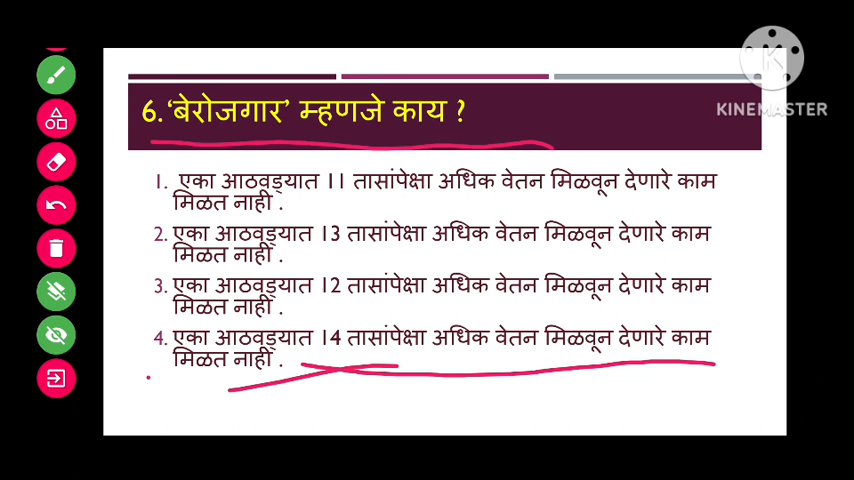 K
KINEMASTER
6. ‘बेरोजगार’ म्हणजे काय ?
1. एका आठवड्यात 11 तासांपेक्षा अधिक वेतन मिळवून देणारे काम
मिळत नाही .
2. एका आठवड्यात 13 तासांपेक्षा अधिक वेतन मिळवून देणारे काम
मिळत नाही .
3. एका आठवड्यात 12 तासांपेक्षा अधिक वेतन मिळवून देणारे काम
मिळत नाही .
4. एका आठवड्यात 14 तासांपेक्षा अधिक वेतन मिळवून देणारे काम
मिळत नाही .